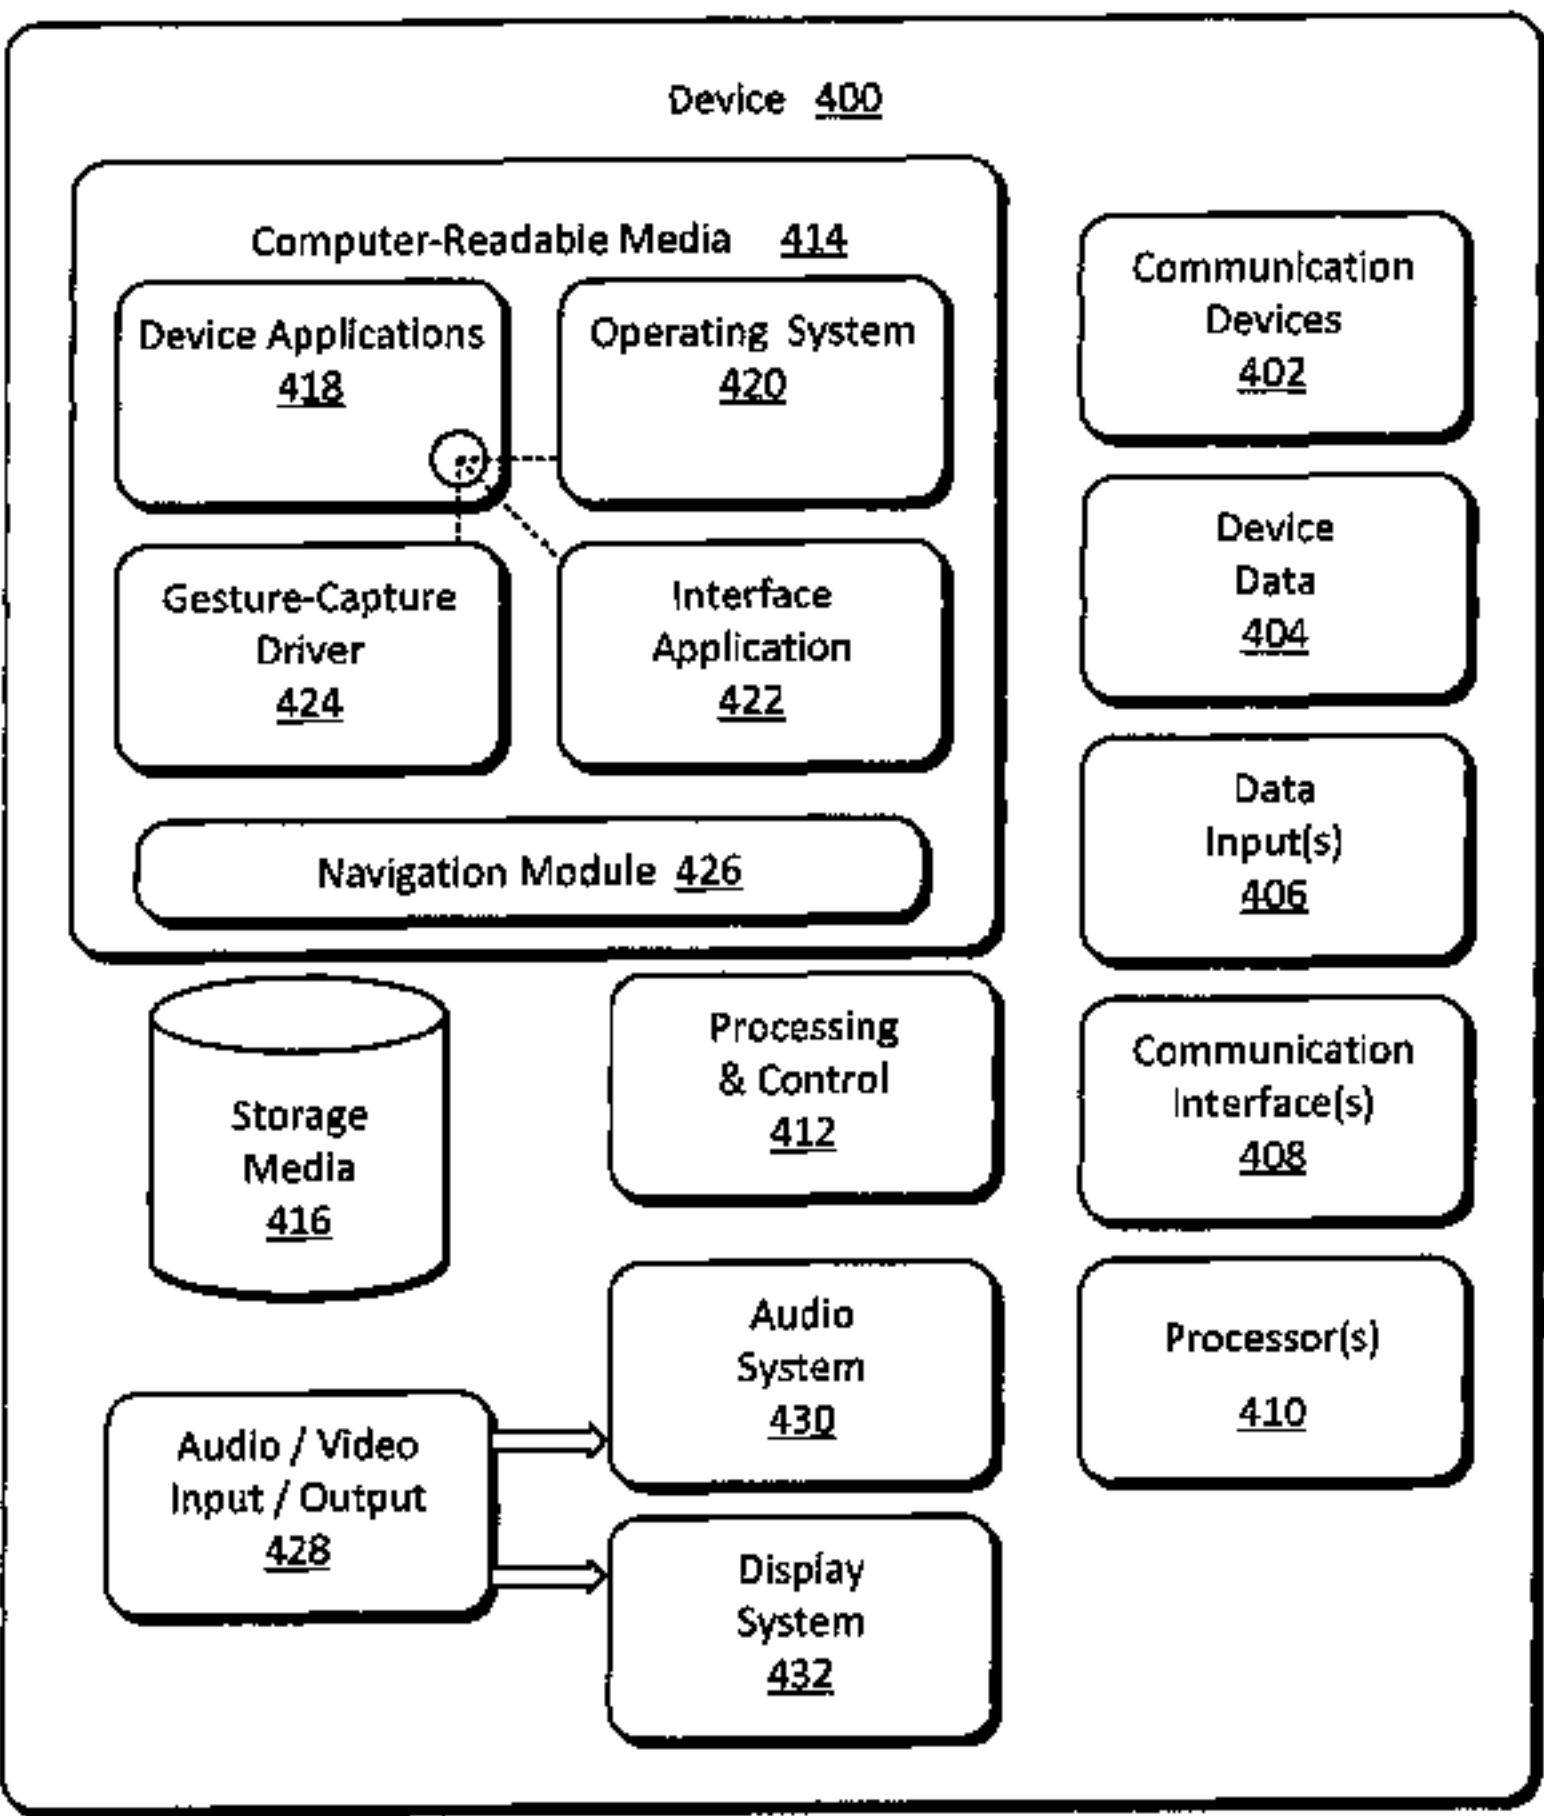 Device 400
Computer-Readable Media 414
Device Applications
418
Operating System
420
Gesture-Capture
Driver
424
Interface
Application
422
Navigation Module 426
Communication
Devices
402
Device
Data
404
Data
Input(s)
406
Communication
Interface(s)
408
Processor(s)
410
Storage
Media
416
Processing
& Control
412
Audio / Video
Input / Output
428
Audio
System
430
Display
System
432